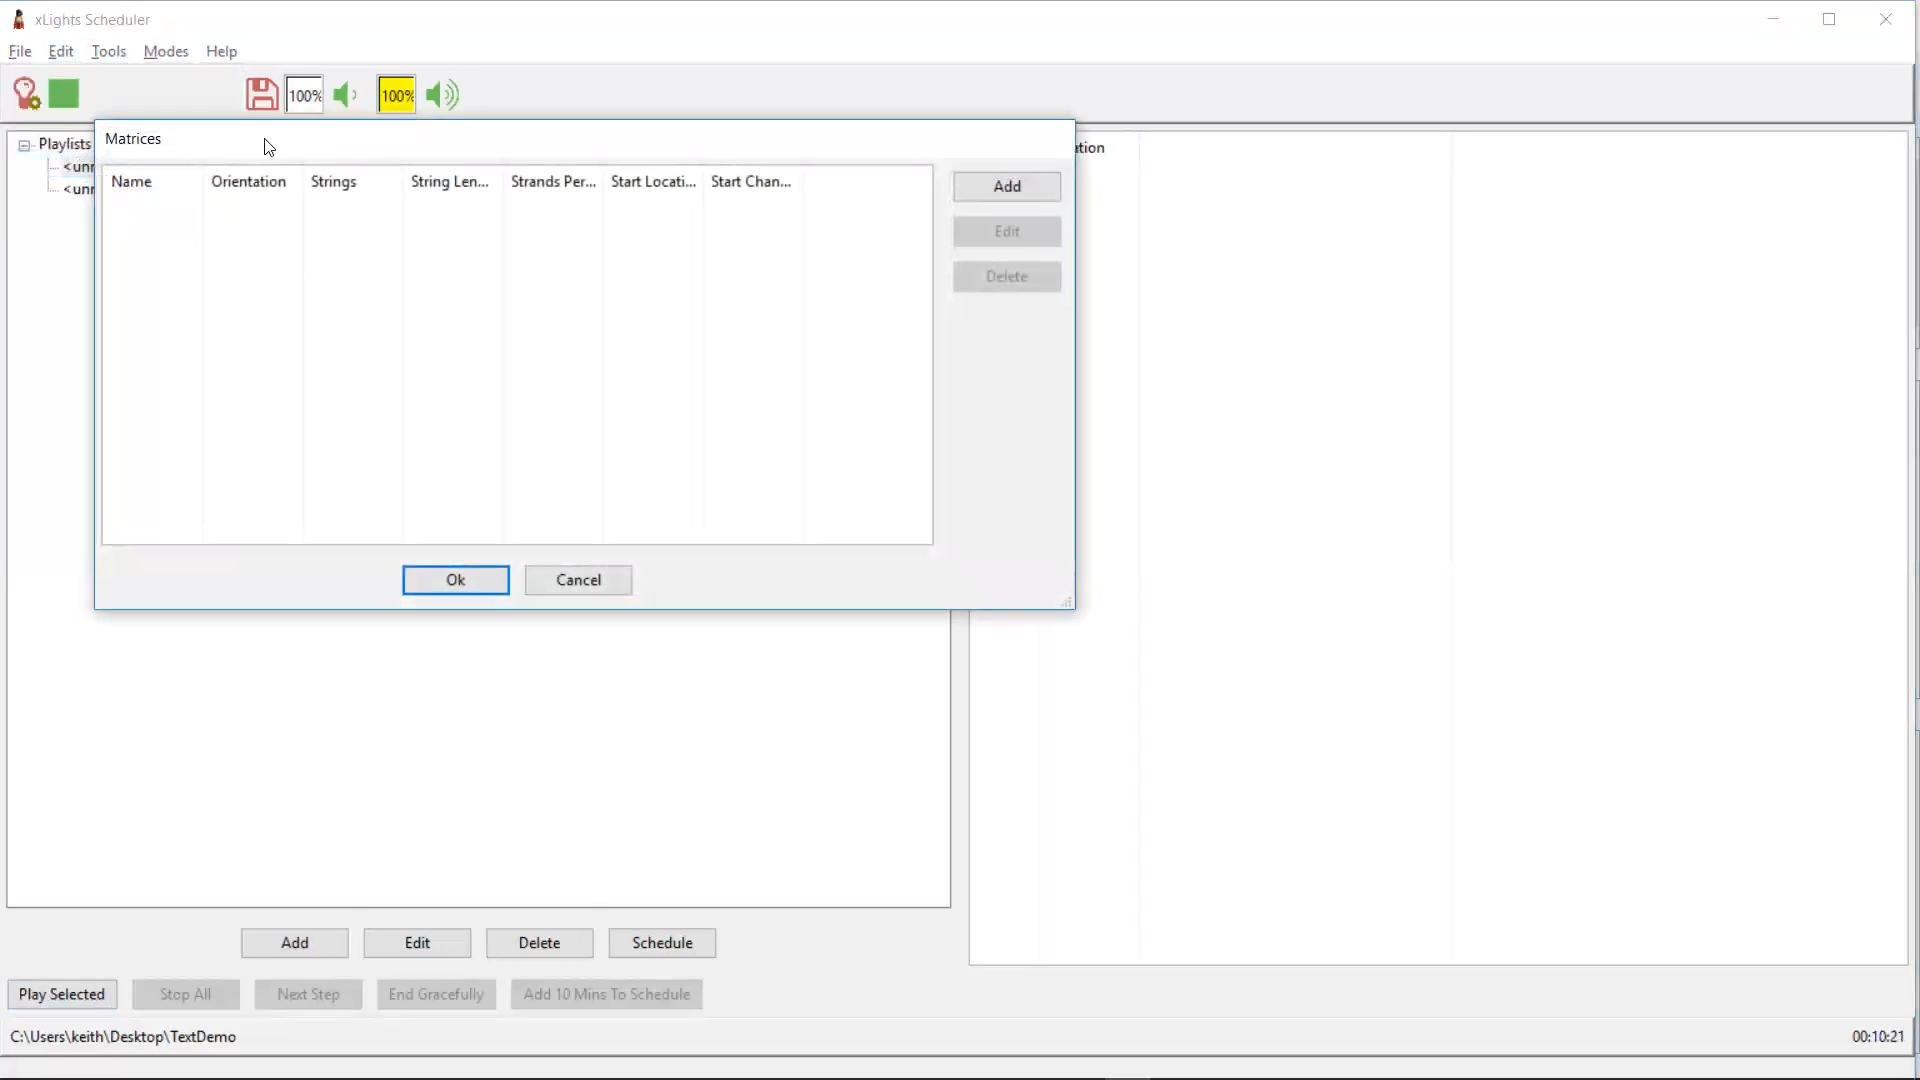 xLights Scheduler
File Edit Tools Modes Help
100% 100%
Playlists
<unn
<unn
Matrices
Name Orientation Strings String Len... Strands Per... Start Locati... Start Chan...
Add
Edit
Delete
Ok Cancel
ation
Add Edit Delete Schedule
Play Selected Stop All Next Step End Gracefully Add 10 Mins To Schedule
C:\Users\keith\Desktop\TextDemo 00:10:21